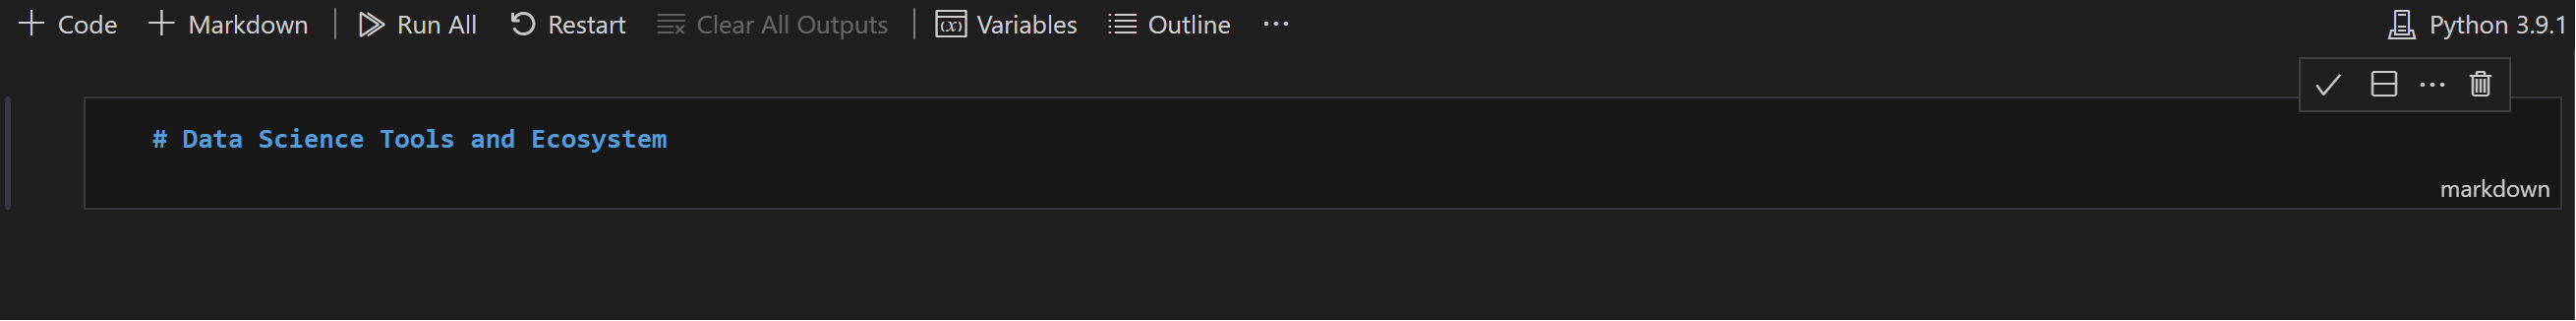 + Code + Markdown | Run All Restart Clear All Outputs | (x) Variables Outline ... Python 3.9.1
# Data Science Tools and Ecosystem
markdown